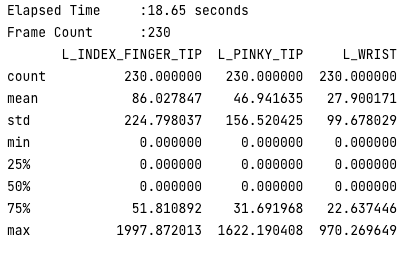 Elapsed Time     :18.65 seconds
Frame Count      :230
       L_INDEX_FINGER_TIP  L_PINKY_TIP     L_WRIST
count          230.000000   230.000000  230.000000
mean            86.027847    46.941635   27.900171
std            224.798037   156.520425   99.678029
min              0.000000     0.000000    0.000000
25%              0.000000     0.000000    0.000000
50%              0.000000     0.000000    0.000000
75%             51.810892    31.691968   22.637446
max           1997.872013  1622.190408  970.269649